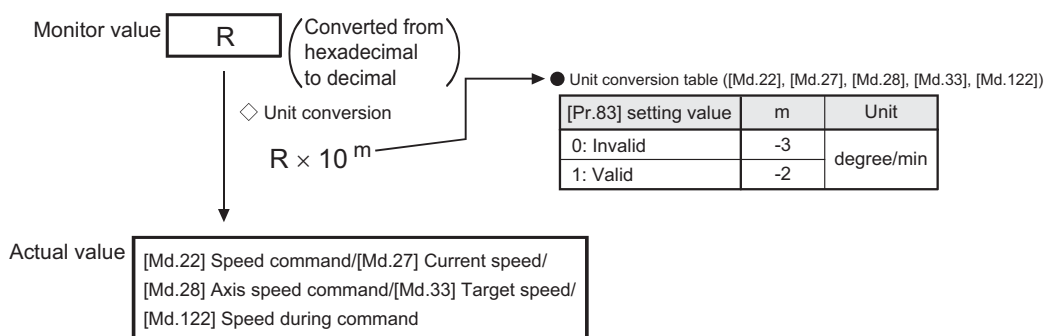 Monitor value
R
Converted from
hexadecimal
to decimal
◇ Unit conversion
R × 10 m
● Unit conversion table ([Md.22], [Md.27], [Md.28], [Md.33], [Md.122])
[Pr.83] setting value m Unit
0: Invalid -3 degree/min
1: Valid -2
Actual value
[Md.22] Speed command/[Md.27] Current speed/
[Md.28] Axis speed command/[Md.33] Target speed/
[Md.122] Speed during command